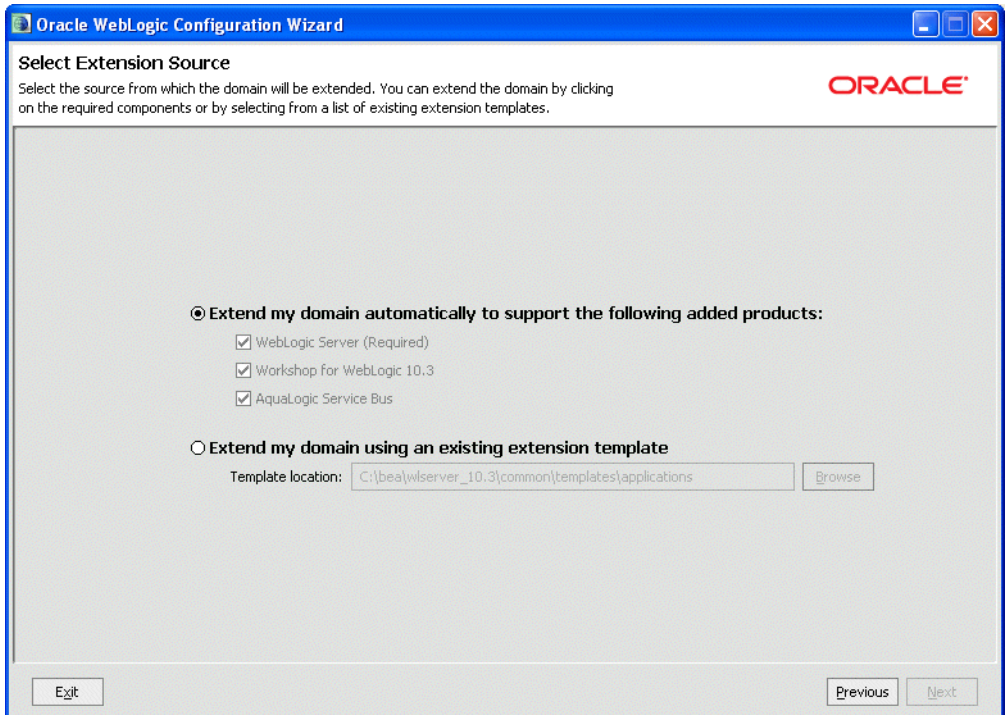 Oracle WebLogic Configuration Wizard
Select Extension Source
Select the source from which the domain will be extended. You can extend the domain by clicking
on the required components or by selecting from a list of existing extension templates.
ORACLE
Extend my domain automatically to support the following added products:
WebLogic Server (Required)
Workshop for WebLogic 10.3
AquaLogic Service Bus
Extend my domain using an existing extension template
Template location: C:\bea\wlserver_10.3\common\templates\applications Browse
Exit Previous Next